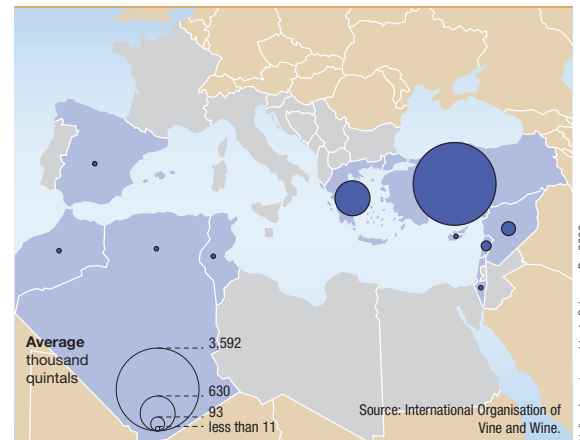 Average
thousand
quintals
3,592
630
93
less than 11
Source: International Organisation of
Vine and Wine.